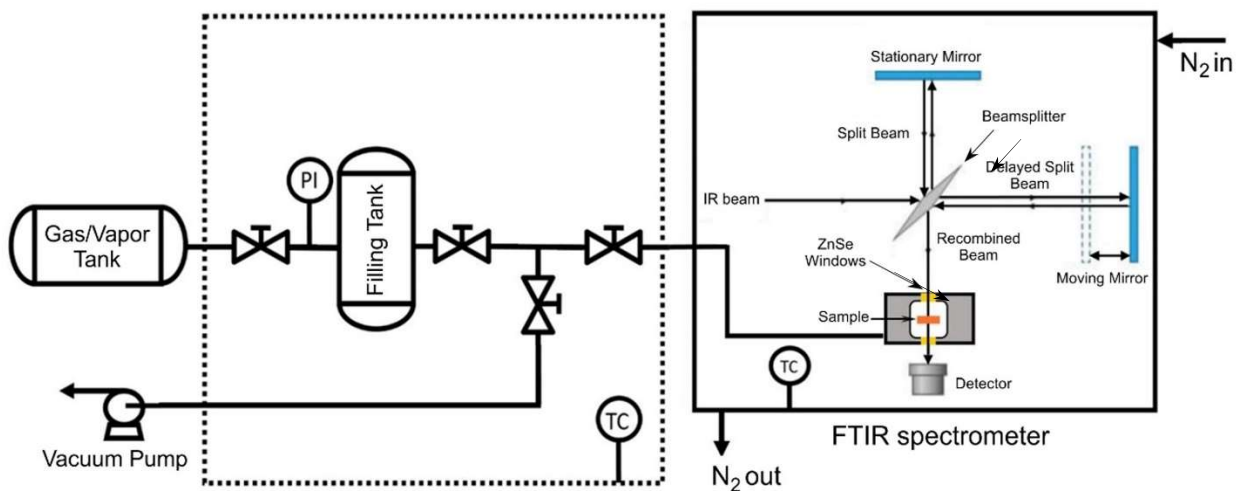 Gas/Vapor
Tank
PI
Filling Tank
Vacuum Pump
TC
Stationary Mirror
Split Beam
Beamsplitter
Delayed Split
Beam
IR beam
ZnSe
Windows
Recombined
Beam
Moving Mirror
Sample
TC
Detector
FTIR spectrometer
N₂ in
N₂ out